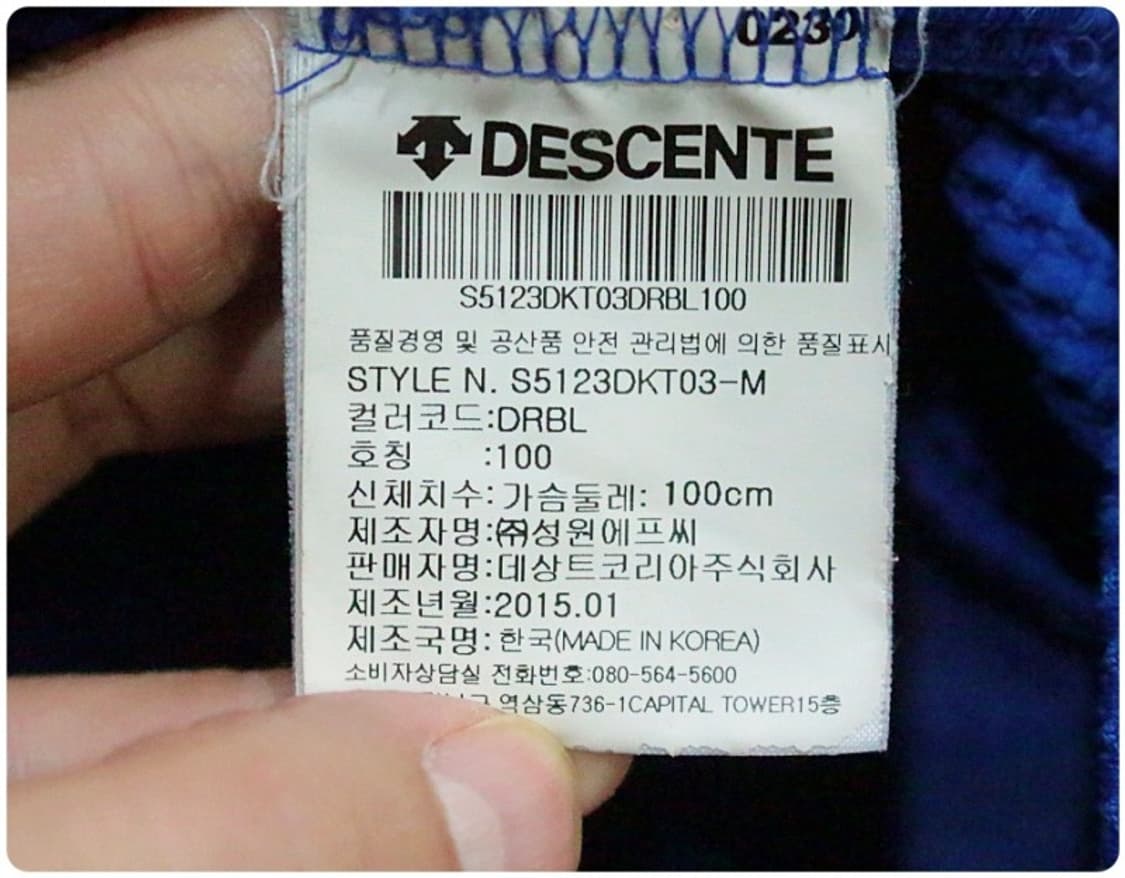 0230
DESCENTE
S5123DKT03DRBL100
품질경영 및 공산품 안전 관리법에 의한 품질표시
STYLE N. S5123DKT03-M
컬러코드:DRBL
호칭 :100
신체치수: 가슴둘레: 100cm
제조자명:㈜성원에프씨
판매자명:데상트코리아주식회사
제조년월:2015.01
제조국명: 한국(MADE IN KOREA)
소비자상담실 전화번호:080-564-5600
역삼동736-1CAPITAL TOWER15층